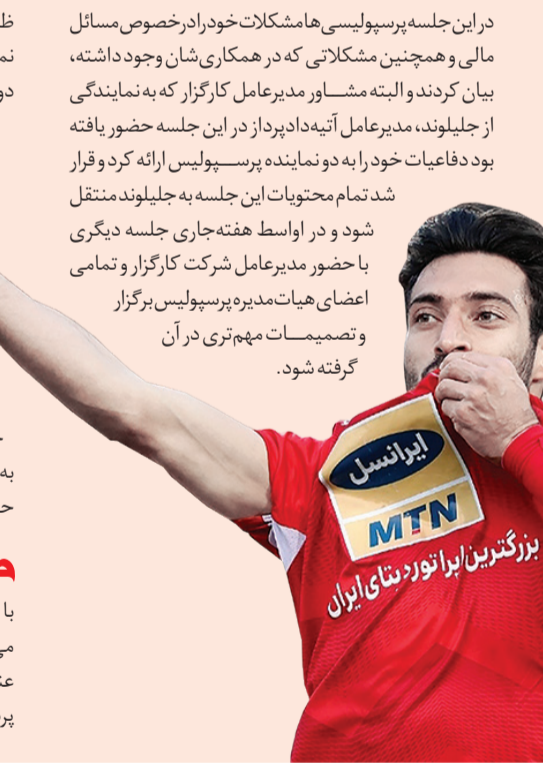 در این جلسه پرسپولیسی‌ها مشکلات خود را در خصوص مسائل
مالی و همچنین مشکلاتی که در همکاری‌شان وجود داشته،
بیان کردند و البته مشاور مدیرعامل کارگزار که به نمایندگی
از جلیلوند، مدیرعامل آتیه‌دادپرداز در این جلسه حضور یافته
بود دفاعیات خود را به دو نماینده پرسپولیس ارائه کرد و قرار
شد تمام محتویات این جلسه به جلیلوند منتقل
شود و در اواسط هفته‌جاری جلسه دیگری
با حضور مدیرعامل شرکت کارگزار و تمامی
اعضای هیات‌مدیره پرسپولیس برگزار
و تصمیمات مهم‌تری در آن
گرفته شود.
ایرانسل
MTN
بزرگترین اپراتور دیتای ایران
به
با